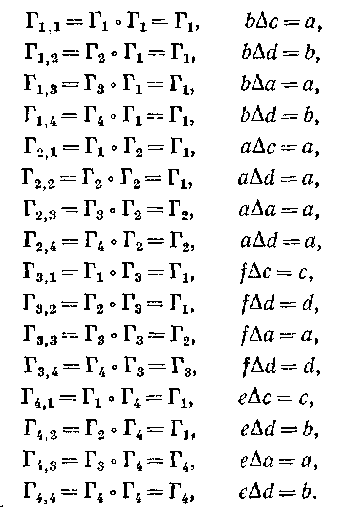 Γ₁,₁ = Γ₁ ∘ Γ₁ = Γ₁, bΔc = a,
Γ₁,₂ = Γ₂ ∘ Γ₁ = Γ₁, bΔd = b,
Γ₁,₃ = Γ₃ ∘ Γ₁ = Γ₁, bΔa = a,
Γ₁,₄ = Γ₄ ∘ Γ₁ = Γ₁, bΔd = b,
Γ₂,₁ = Γ₁ ∘ Γ₂ = Γ₁, aΔc = a,
Γ₂,₂ = Γ₂ ∘ Γ₂ = Γ₁, aΔd = a,
Γ₂,₃ = Γ₃ ∘ Γ₂ = Γ₂, aΔa = a,
Γ₂,₄ = Γ₄ ∘ Γ₂ = Γ₂, aΔd = a,
Γ₃,₁ = Γ₁ ∘ Γ₃ = Γ₁, fΔc = c,
Γ₃,₂ = Γ₂ ∘ Γ₃ = Γ₁, fΔd = d,
Γ₃,₃ = Γ₃ ∘ Γ₃ = Γ₂, fΔa = a,
Γ₃,₄ = Γ₄ ∘ Γ₃ = Γ₃, fΔd = d,
Γ₄,₁ = Γ₁ ∘ Γ₄ = Γ₁, eΔc = c,
Γ₄,₂ = Γ₂ ∘ Γ₄ = Γ₁, eΔd = b,
Γ₄,₃ = Γ₃ ∘ Γ₄ = Γ₄, eΔa = a,
Γ₄,₄ = Γ₄ ∘ Γ₄ = Γ₄, eΔd = b.